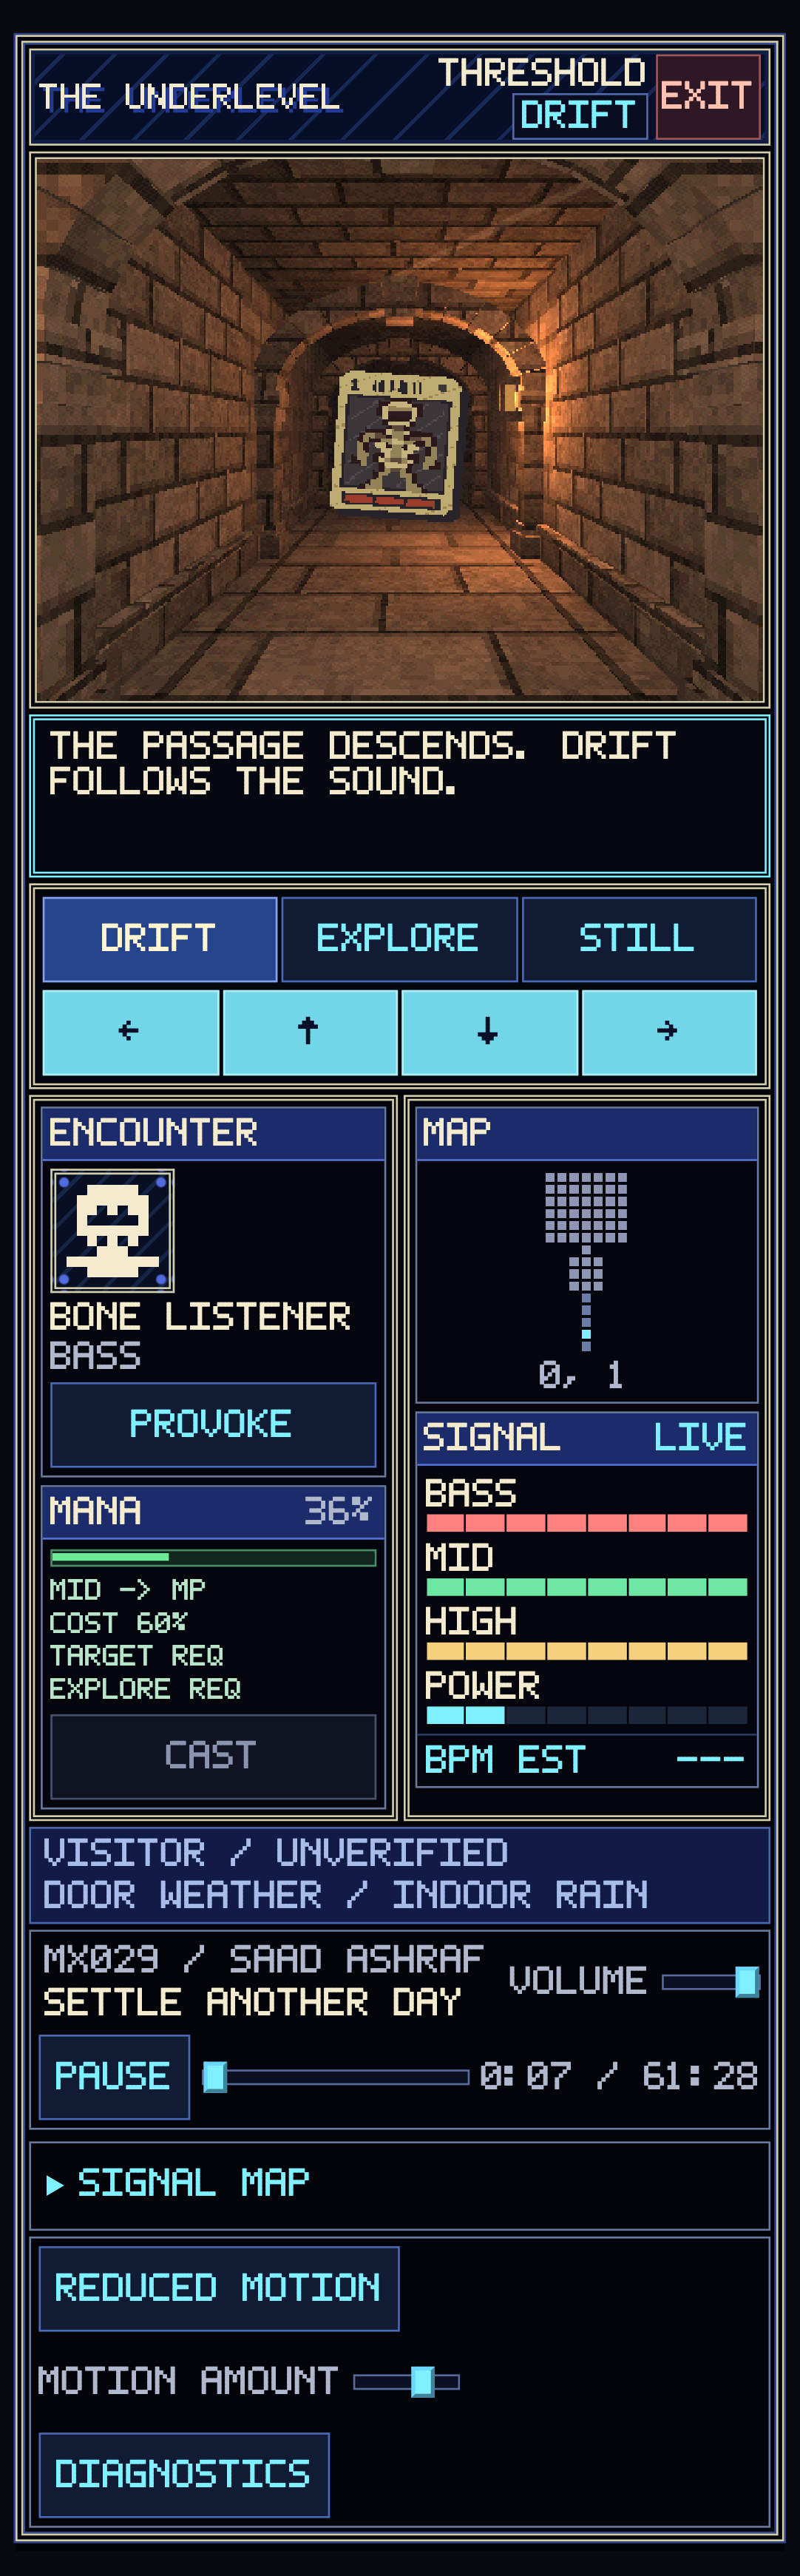 THE UNDERLEVEL
THRESHOLD
DRIFT
EXIT
THE PASSAGE DESCENDS. DRIFT
FOLLOWS THE SOUND.
DRIFT
EXPLORE
STILL
← ↑ ↓ →
ENCOUNTER
BONE LISTENER
BASS
PROVOKE
MANA 36%
MID -> MP
COST 60%
TARGET REQ
EXPLORE REQ
CAST
MAP
0, 1
SIGNAL LIVE
BASS
MID
HIGH
POWER
BPM EST ---
VISITOR / UNVERIFIED
DOOR WEATHER / INDOOR RAIN
MX029 / SAAD ASHRAF
SETTLE ANOTHER DAY
VOLUME
PAUSE
0:07 / 61:28
▶ SIGNAL MAP
REDUCED MOTION
MOTION AMOUNT
DIAGNOSTICS